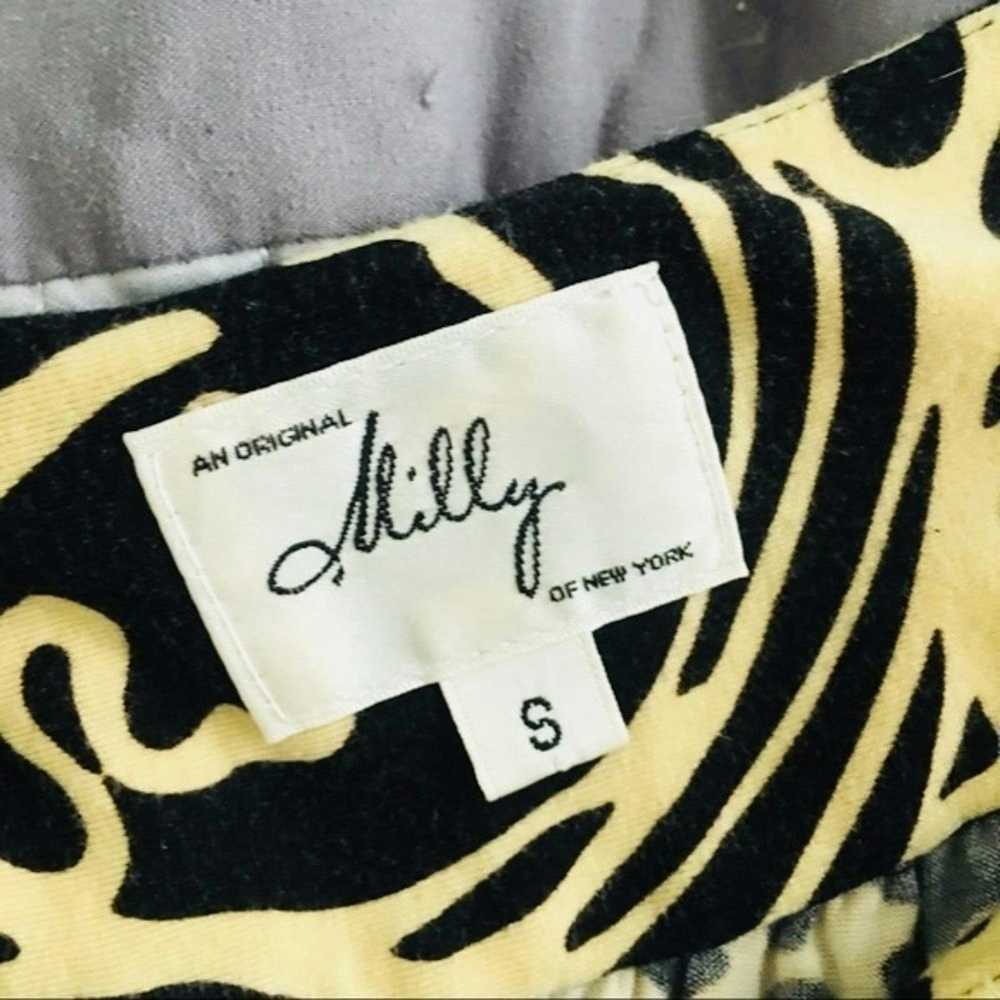 AN ORIGINAL
Milly
OF NEW YORK
S